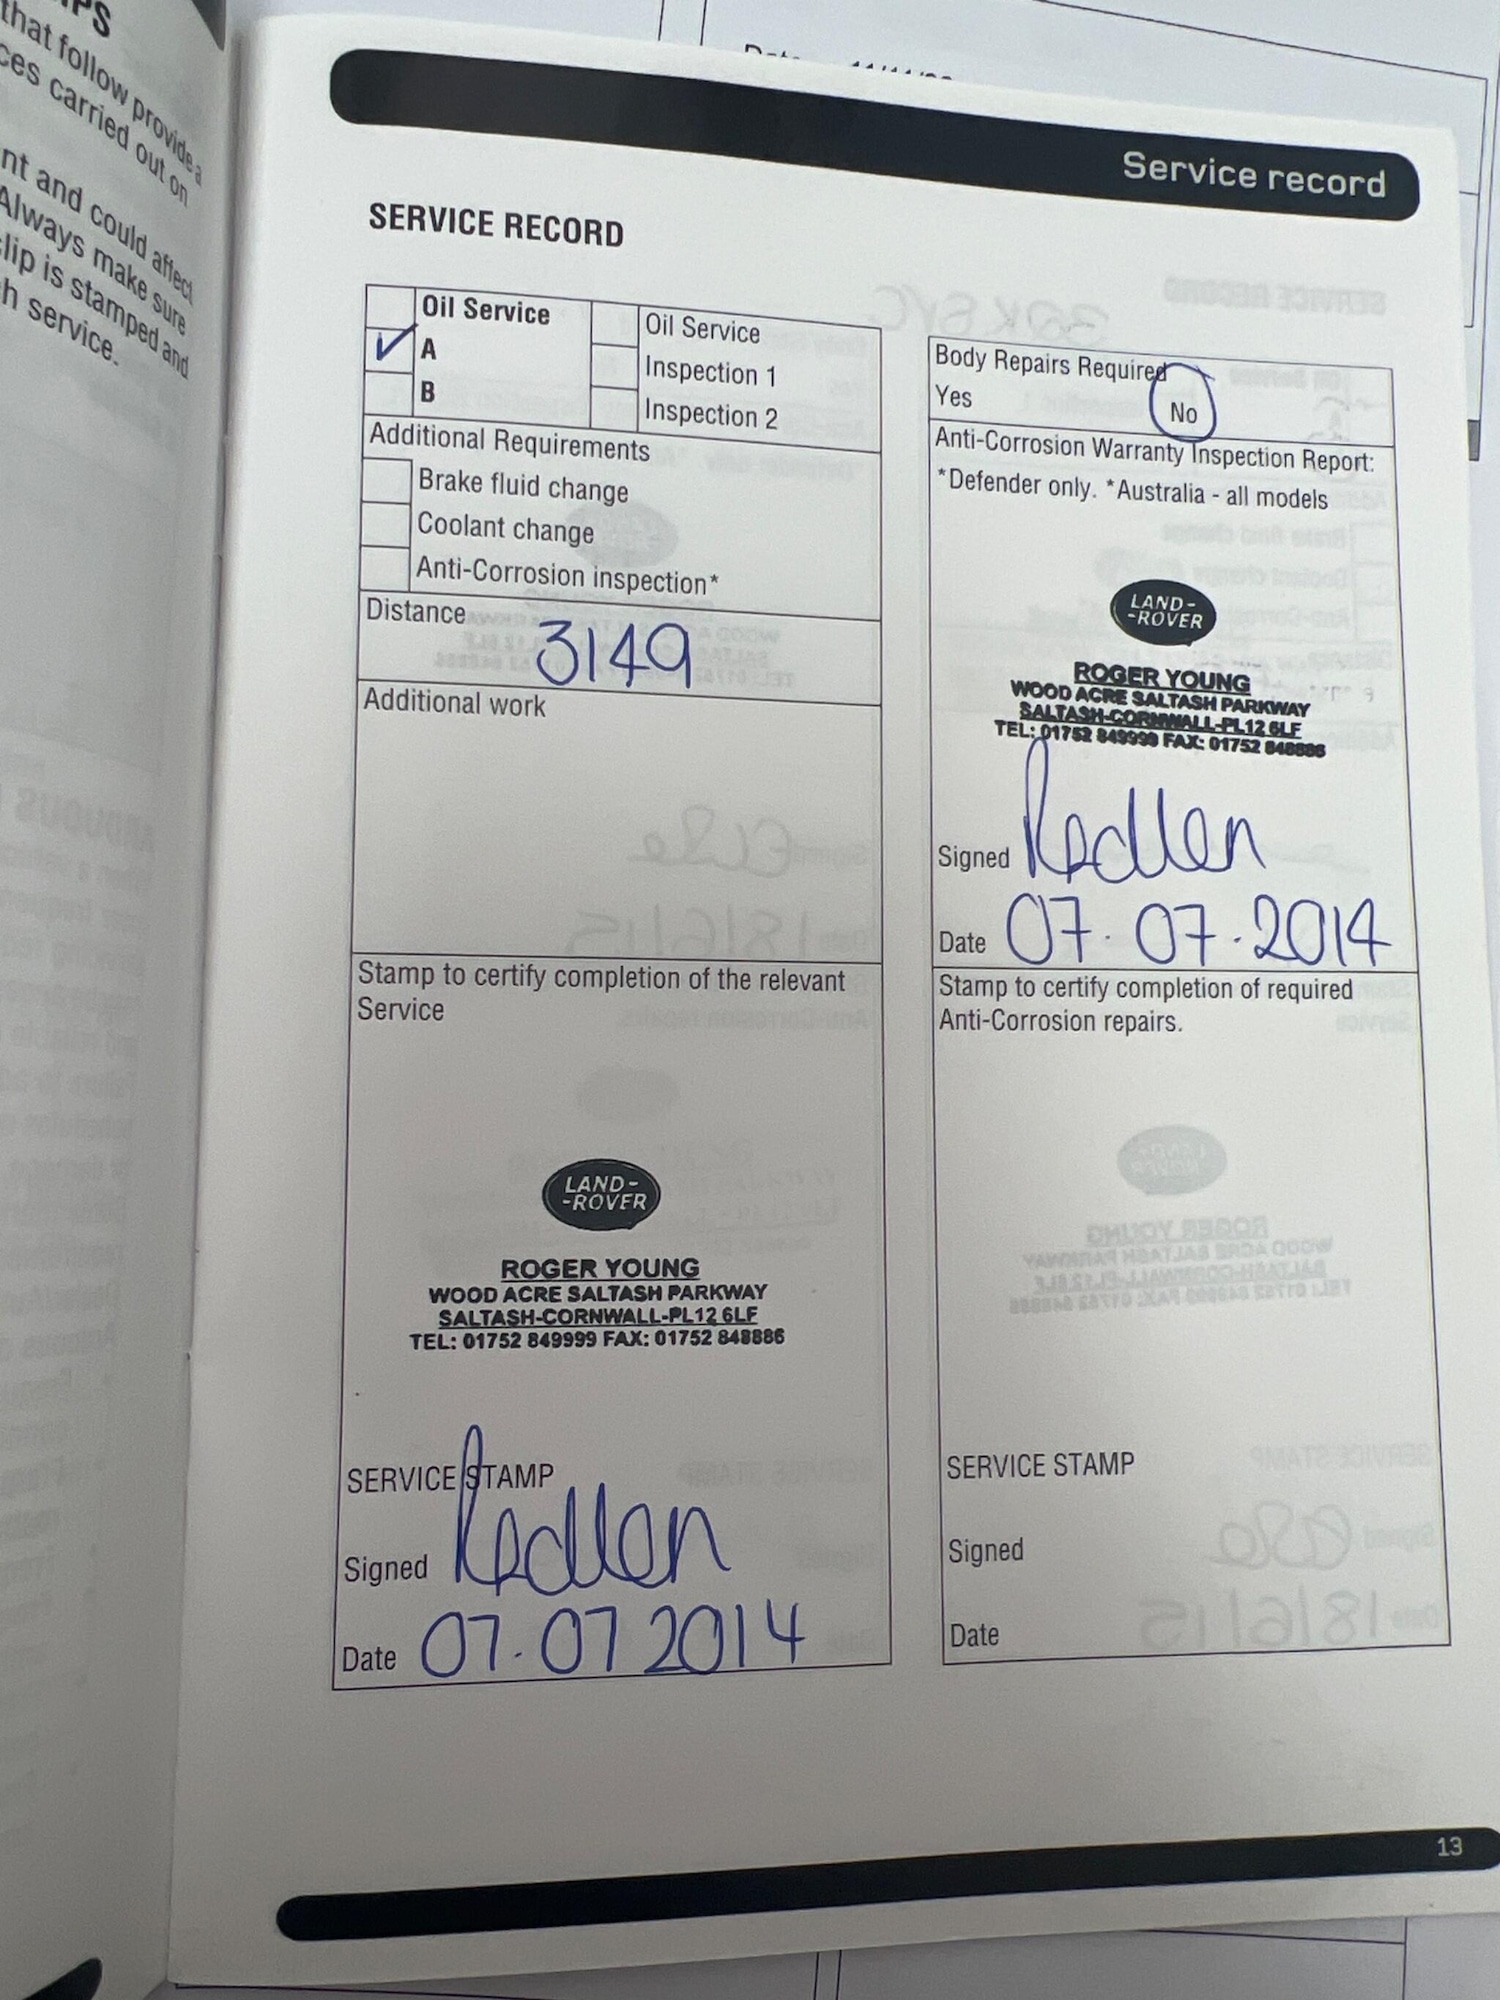 that follow provide a
ces carried out on
nt and could affect
Always make sure
clip is stamped and
h service.
Service record
SERVICE RECORD
Oil Service
A
B
Oil Service
Inspection 1
Inspection 2
Additional Requirements
Brake fluid change
Coolant change
Anti-Corrosion inspection*
Distance 3149
Additional work
Stamp to certify completion of the relevant
Service
LAND-
-ROVER
ROGER YOUNG
WOOD ACRE SALTASH PARKWAY
SALTASH-CORNWALL-PL12 6LF
TEL: 01752 849999 FAX: 01752 848886
SERVICE STAMP
Signed
Date 07.07 2014
Body Repairs Required
Yes No
Anti-Corrosion Warranty Inspection Report:
*Defender only. *Australia - all models
LAND-
-ROVER
ROGER YOUNG
WOOD ACRE SALTASH PARKWAY
SALTASH-CORNWALL-PL12 6LF
TEL: 01752 849999 FAX: 01752 848886
Signed
Date 07.07.2014
Stamp to certify completion of required
Anti-Corrosion repairs.
SERVICE STAMP
Signed
Date
13